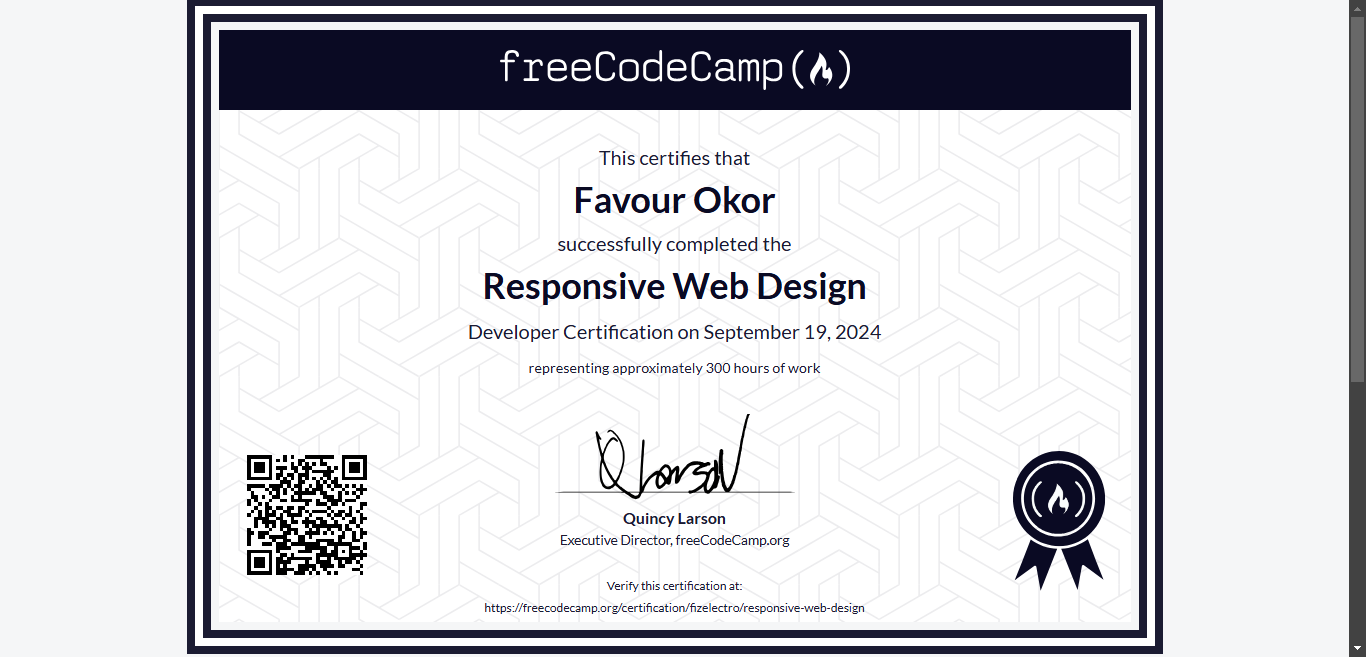 freeCodeCamp
This certifies that
Favour Okor
successfully completed the
Responsive Web Design
Developer Certification on September 19, 2024
representing approximately 300 hours of work
Quincy Larson
Executive Director, freeCodeCamp.org
Verify this certification at:
https://freecodecamp.org/certification/fizelectro/responsive-web-design